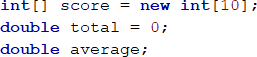 int[] score = new int[10];
double total = 0;
double average;